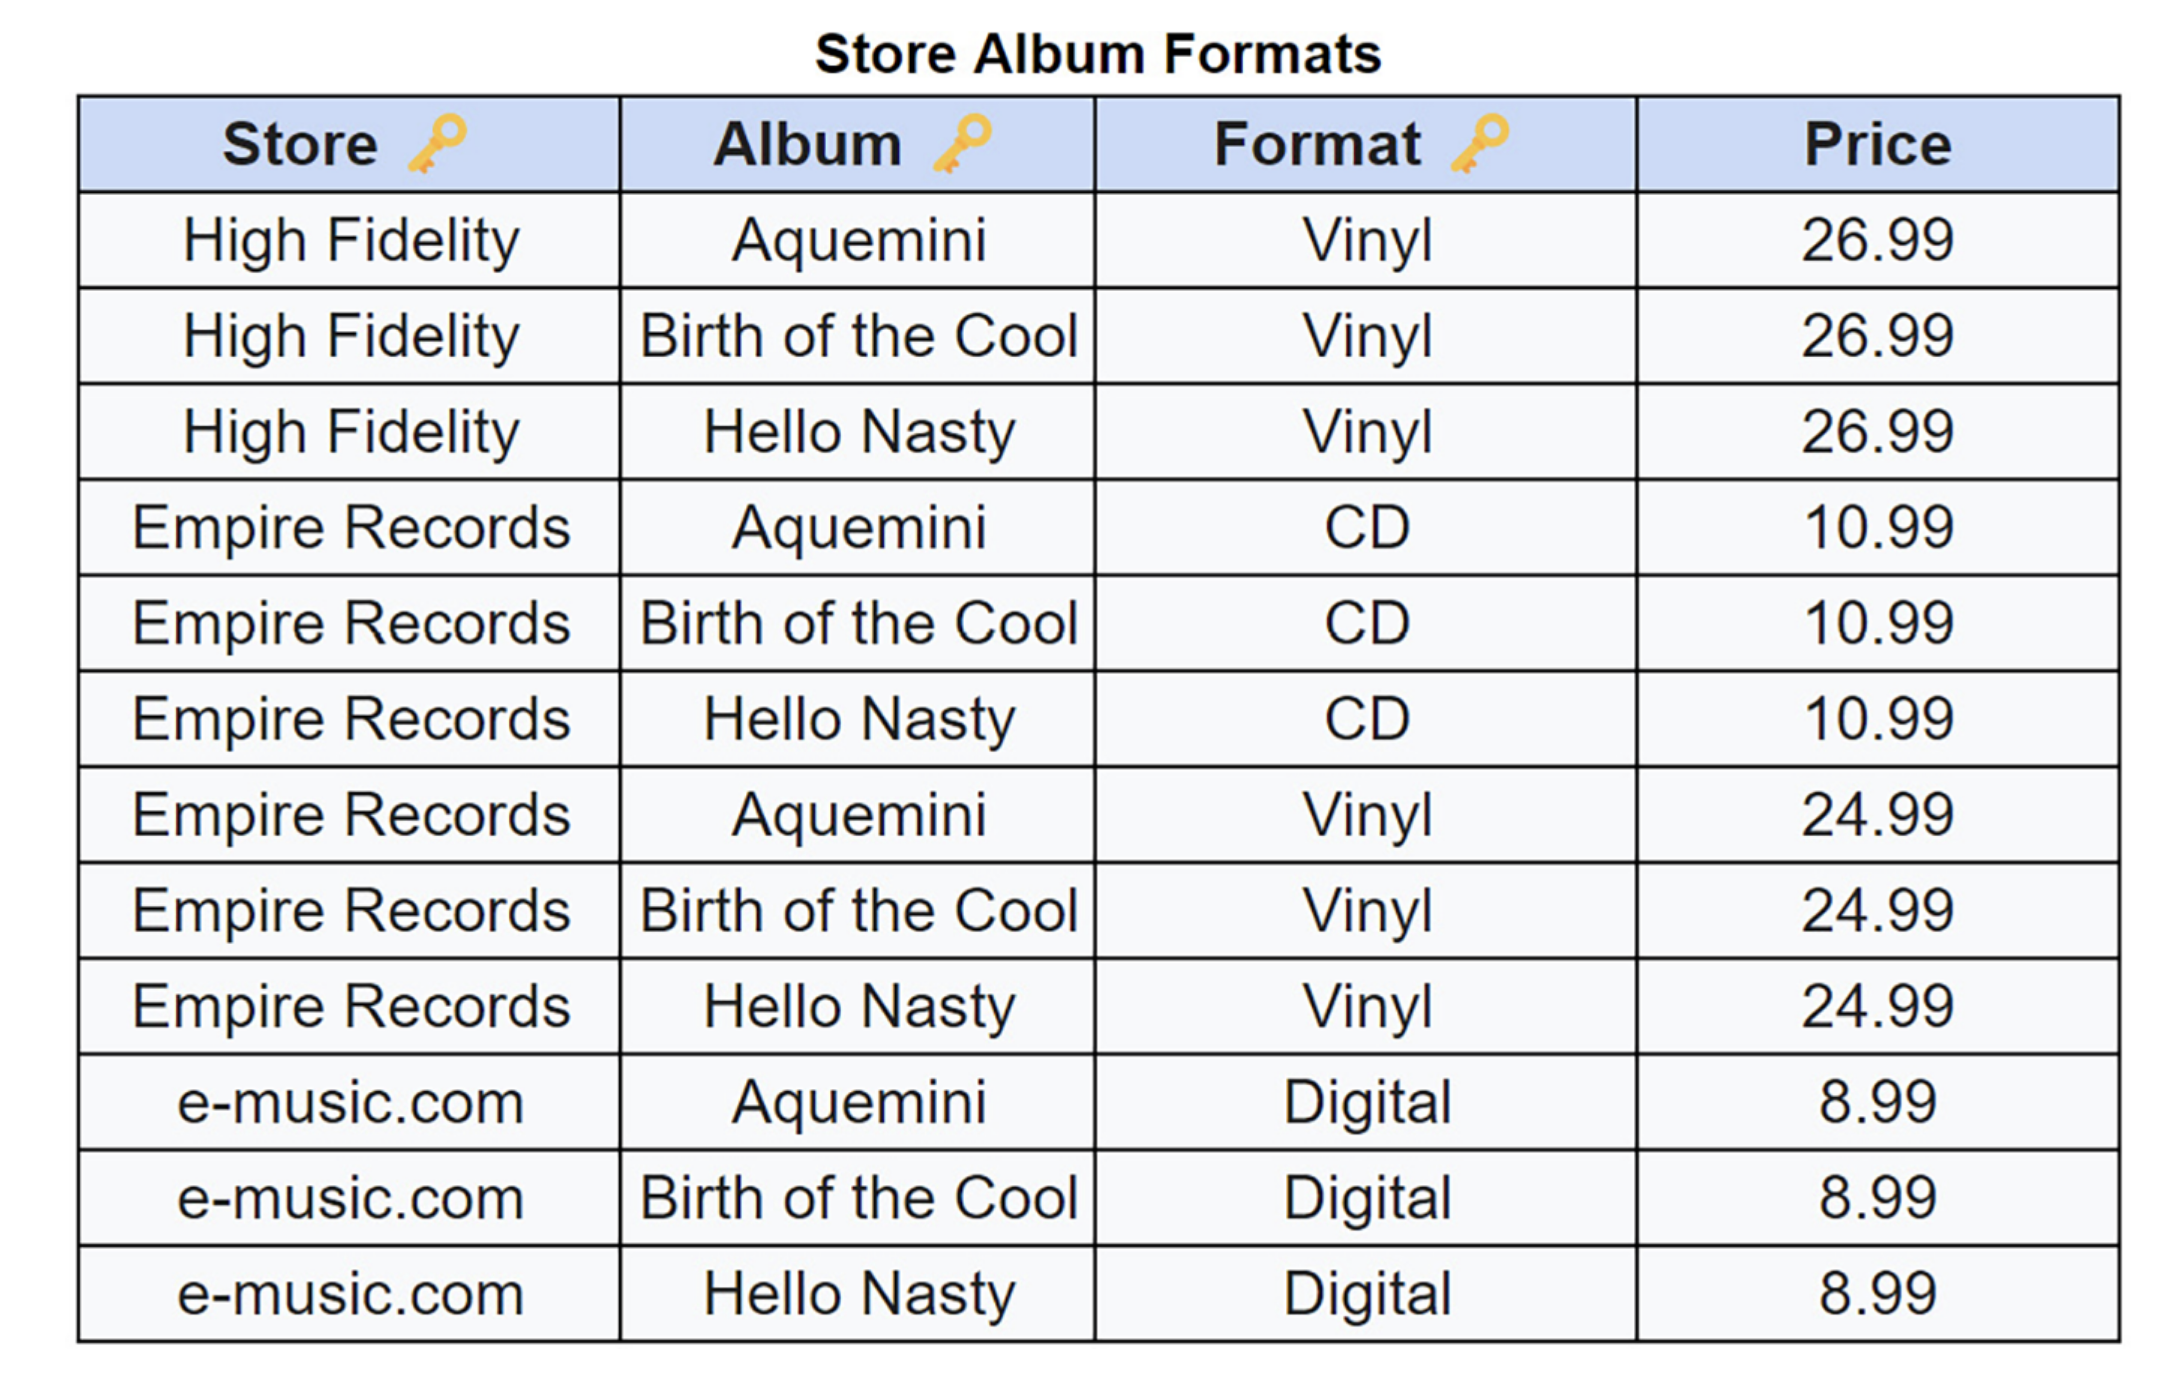 Store Album Formats
Store Album Format Price
High Fidelity Aquemini Vinyl 26.99
High Fidelity Birth of the Cool Vinyl 26.99
High Fidelity Hello Nasty Vinyl 26.99
Empire Records Aquemini CD 10.99
Empire Records Birth of the Cool CD 10.99
Empire Records Hello Nasty CD 10.99
Empire Records Aquemini Vinyl 24.99
Empire Records Birth of the Cool Vinyl 24.99
Empire Records Hello Nasty Vinyl 24.99
e-music.com Aquemini Digital 8.99
e-music.com Birth of the Cool Digital 8.99
e-music.com Hello Nasty Digital 8.99